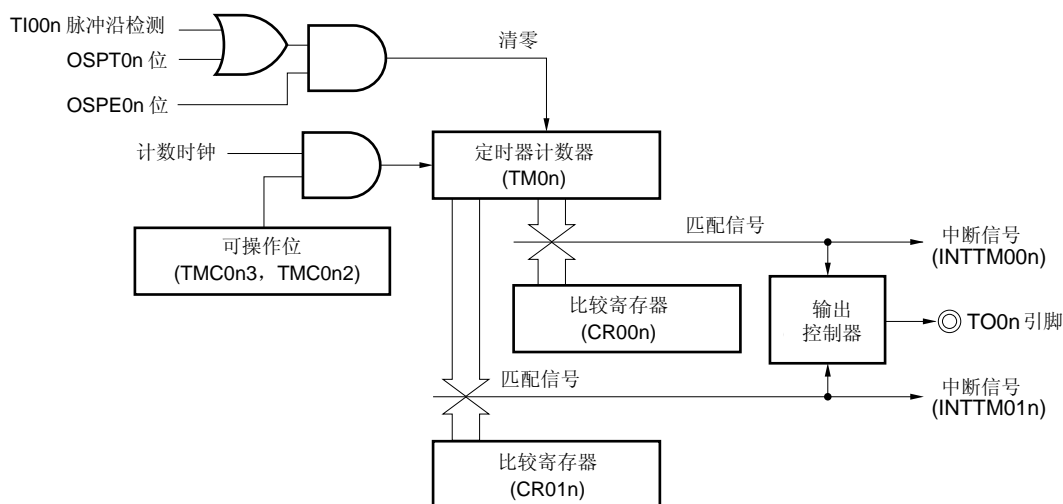 TI00n 脉冲沿检测
OSPT0n 位
OSPE0n 位
清零
计数时钟
定时器计数器
(TM0n)
可操作位
(TMC0n3，TMC0n2)
匹配信号
中断信号
(INTTM00n)
比较寄存器
(CR00n)
输出
控制器
TO0n 引脚
匹配信号
中断信号
(INTTM01n)
比较寄存器
(CR01n)